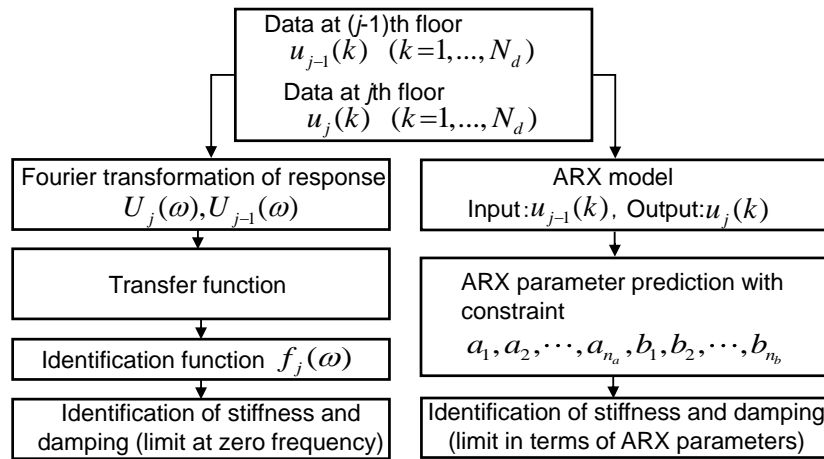 Data at (j-1)th floor
u_{j-1}(k) (k=1,...,N_d)
Data at jth floor
u_j(k) (k=1,...,N_d)
Fourier transformation of response
U_j(ω),U_{j-1}(ω)
Transfer function
Identification function f_j(ω)
Identification of stiffness and
damping (limit at zero frequency)
ARX model
Input:u_{j-1}(k), Output:u_j(k)
ARX parameter prediction with
constraint
a_1,a_2,⋯,a_{n_a},b_1,b_2,⋯,b_{n_b}
Identification of stiffness and damping
(limit in terms of ARX parameters)